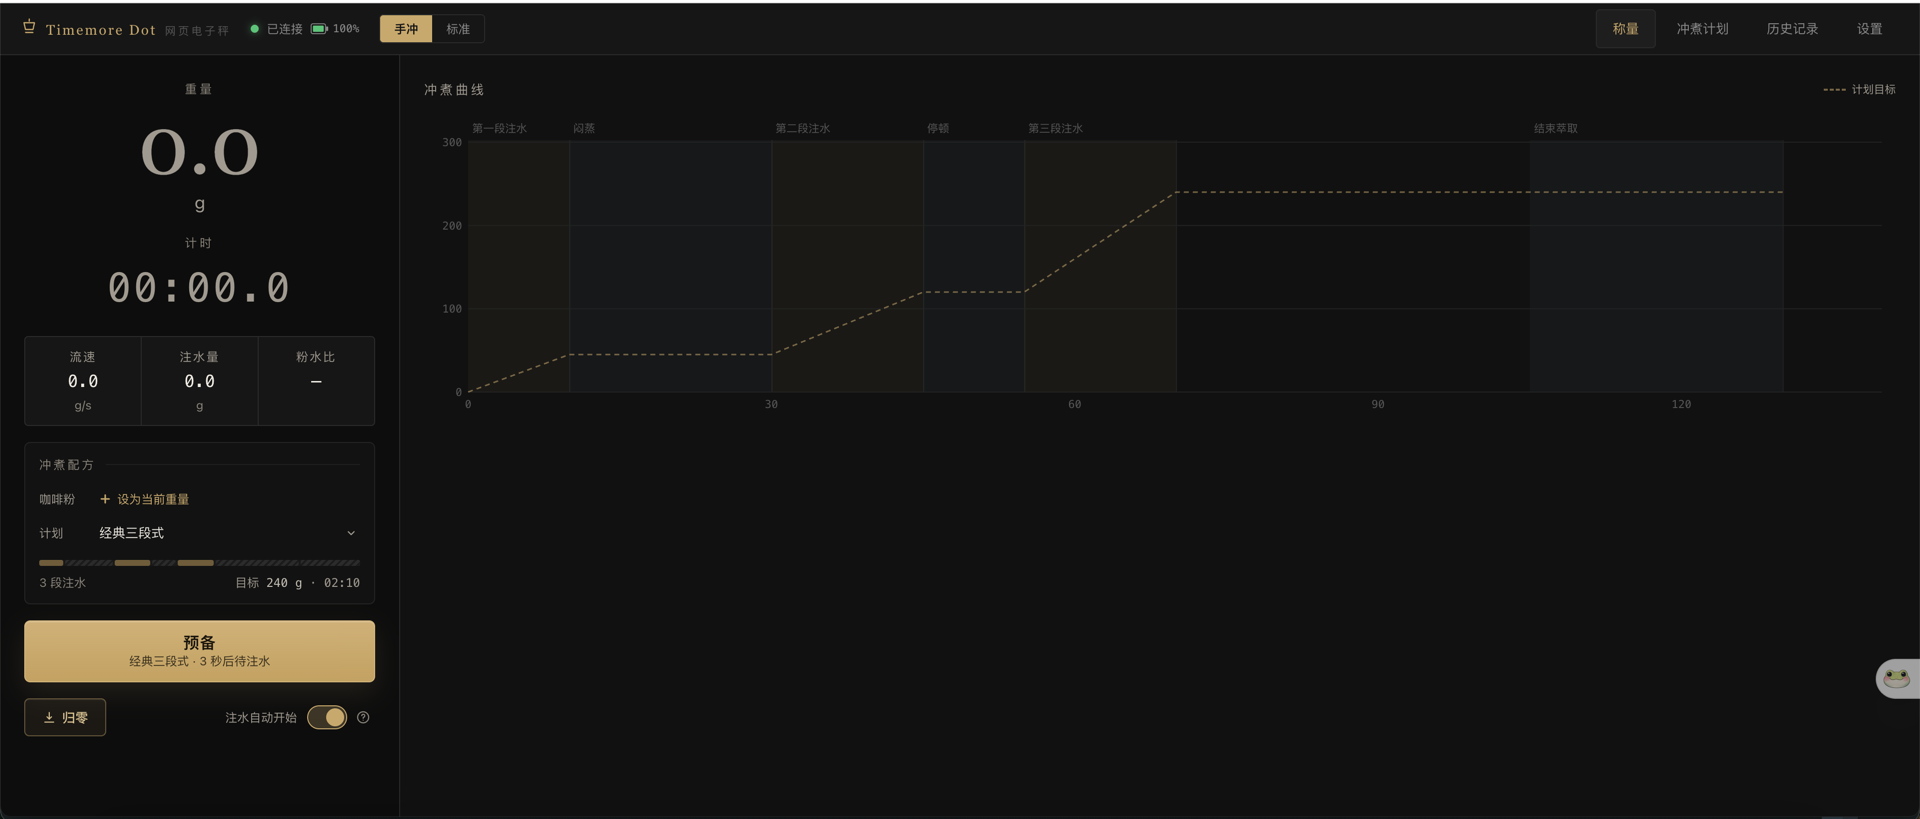 Timemore Dot 网页电子秤 已连接 100% 手冲 标准 称量 冲煮计划 历史记录 设置
重量
0.0
g
计时
00:00.0
流速 注水量 粉水比
0.0 0.0 —
g/s g
冲煮配方
咖啡粉 + 设为当前重量
计划 经典三段式
3 段注水 目标 240 g · 02:10
预备
经典三段式 · 3 秒后待注水
归零 注水自动开始 ?
冲煮曲线 计划目标
第一段注水 闷蒸 第二段注水 停顿 第三段注水 结束萃取
300
200
100
0
0 30 60 90 120